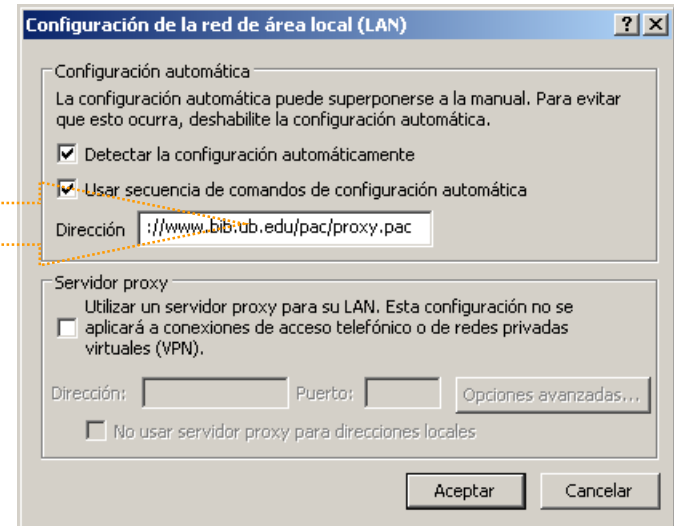 Configuración de la red de área local (LAN)
Configuración automática
La configuración automática puede superponerse a la manual. Para evitar
que esto ocurra, deshabilite la configuración automática.
Detectar la configuración automáticamente
Usar secuencia de comandos de configuración automática
Dirección ://www.bib.ub.edu/pac/proxy.pac
Servidor proxy
Utilizar un servidor proxy para su LAN. Esta configuración no se
aplicará a conexiones de acceso telefónico o de redes privadas
virtuales (VPN).
Dirección: Puerto: Opciones avanzadas...
No usar servidor proxy para direcciones locales
Aceptar Cancelar